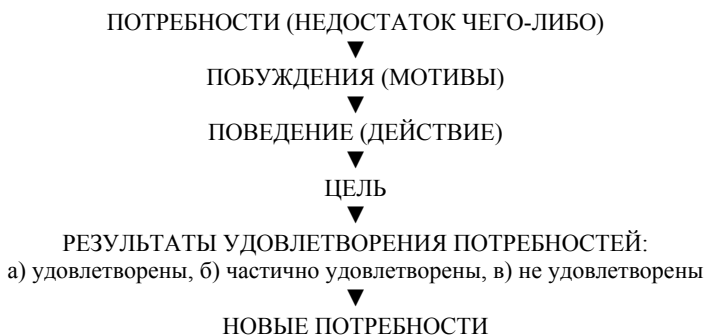 ПОТРЕБНОСТИ (НЕДОСТАТОК ЧЕГО-ЛИБО)
ПОБУЖДЕНИЯ (МОТИВЫ)
ПОВЕДЕНИЕ (ДЕЙСТВИЕ)
ЦЕЛЬ
РЕЗУЛЬТАТЫ УДОВЛЕТВОРЕНИЯ ПОТРЕБНОСТЕЙ:
а) удовлетворены, б) частично удовлетворены, в) не удовлетворены
НОВЫЕ ПОТРЕБНОСТИ